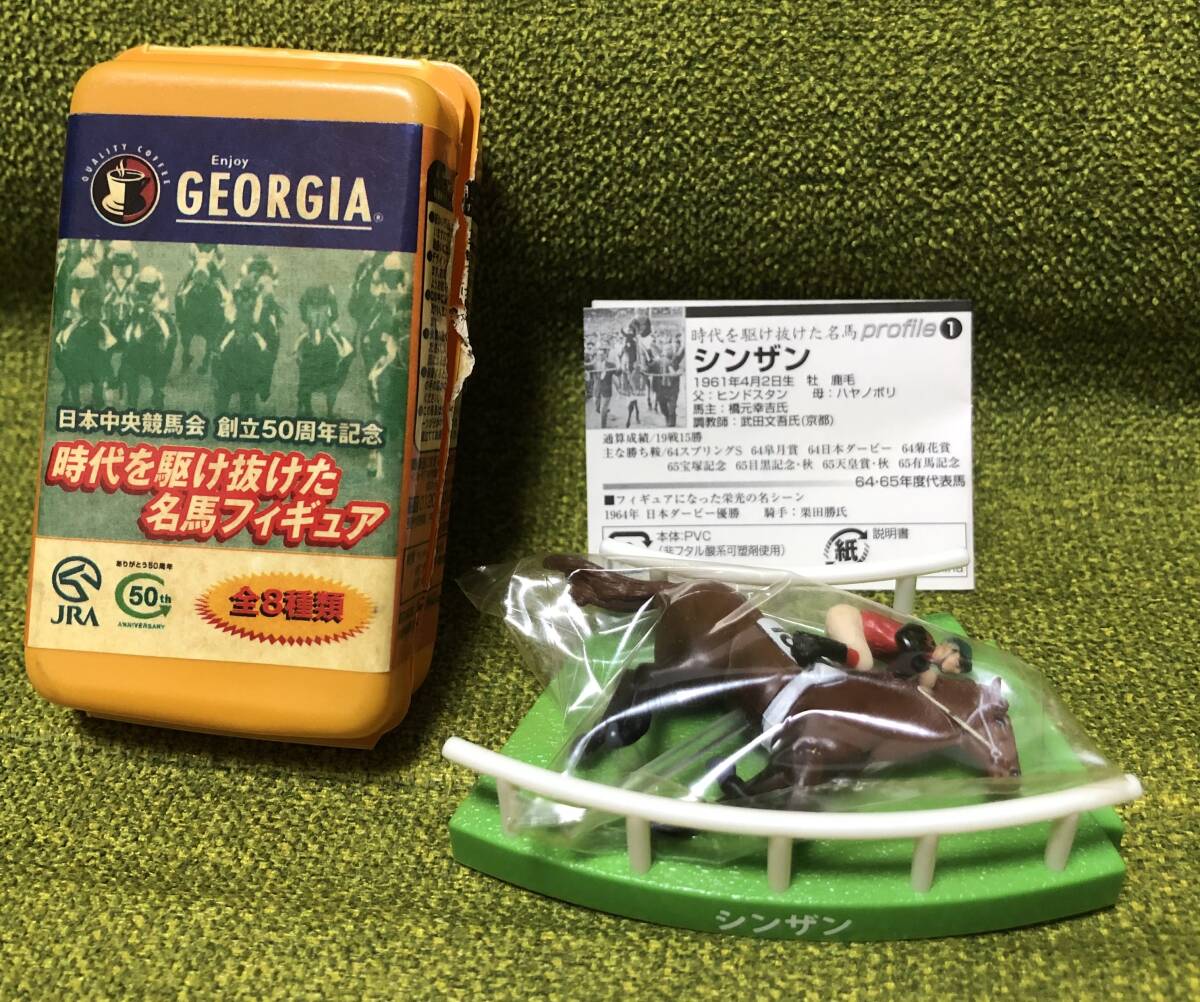 QUALITY COFFEE
Enjoy
GEORGIA®
日本中央競馬会 創立50周年記念
時代を駆け抜けた
名馬フィギュア
JRA
ありがとう50周年
50th
ANNIVERSARY
全8種類
時代を駆け抜けた名馬 profile 1
シンザン
1961年4月2日生 牡 鹿毛
父：ヒンドスタン 母：ハヤノボリ
馬主：橋元幸吉氏
調教師：武田文吾氏(京都)
通算成績/19戦15勝
主な勝ち鞍/64スプリングS 64皐月賞 64日本ダービー 64菊花賞
65宝塚記念 65目黒記念・秋 65天皇賞・秋 65有馬記念
64・65年度代表馬
■フィギュアになった栄光の名シーン
1964年 日本ダービー優勝 騎手：栗田勝氏
本体：PVC
(非フタル酸系可塑剤使用)
紙
説明書
シンザン